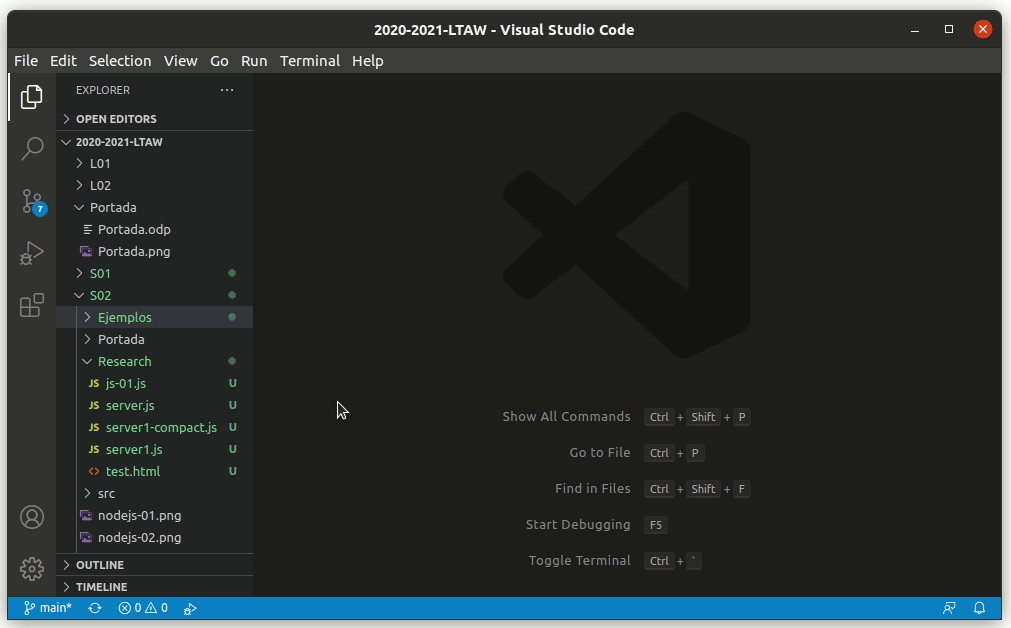 2020-2021-LTAW - Visual Studio Code
File Edit Selection View Go Run Terminal Help
EXPLORER ···
OPEN EDITORS
2020-2021-LTAW
L01
L02
Portada
Portada.odp
7
Portada.png
S01
S02
Ejemplos
Portada
Research
JS js-01.js U
JS server.js U
JS server1-compact.js U
JS server1.js U
<> test.html U
src
nodejs-01.png
nodejs-02.png
OUTLINE
TIMELINE
Show All Commands Ctrl + Shift + P
Go to File Ctrl + P
Find in Files Ctrl + Shift + F
Start Debugging F5
Toggle Terminal Ctrl + `
main* 0 0